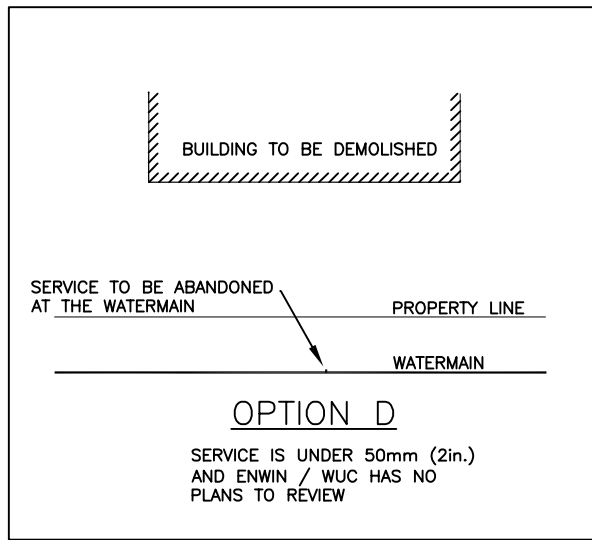 BUILDING TO BE DEMOLISHED
SERVICE TO BE ABANDONED
AT THE WATERMAIN
PROPERTY LINE
WATERMAIN
OPTION D
SERVICE IS UNDER 50mm (2in.)
AND ENWIN / WUC HAS NO
PLANS TO REVIEW